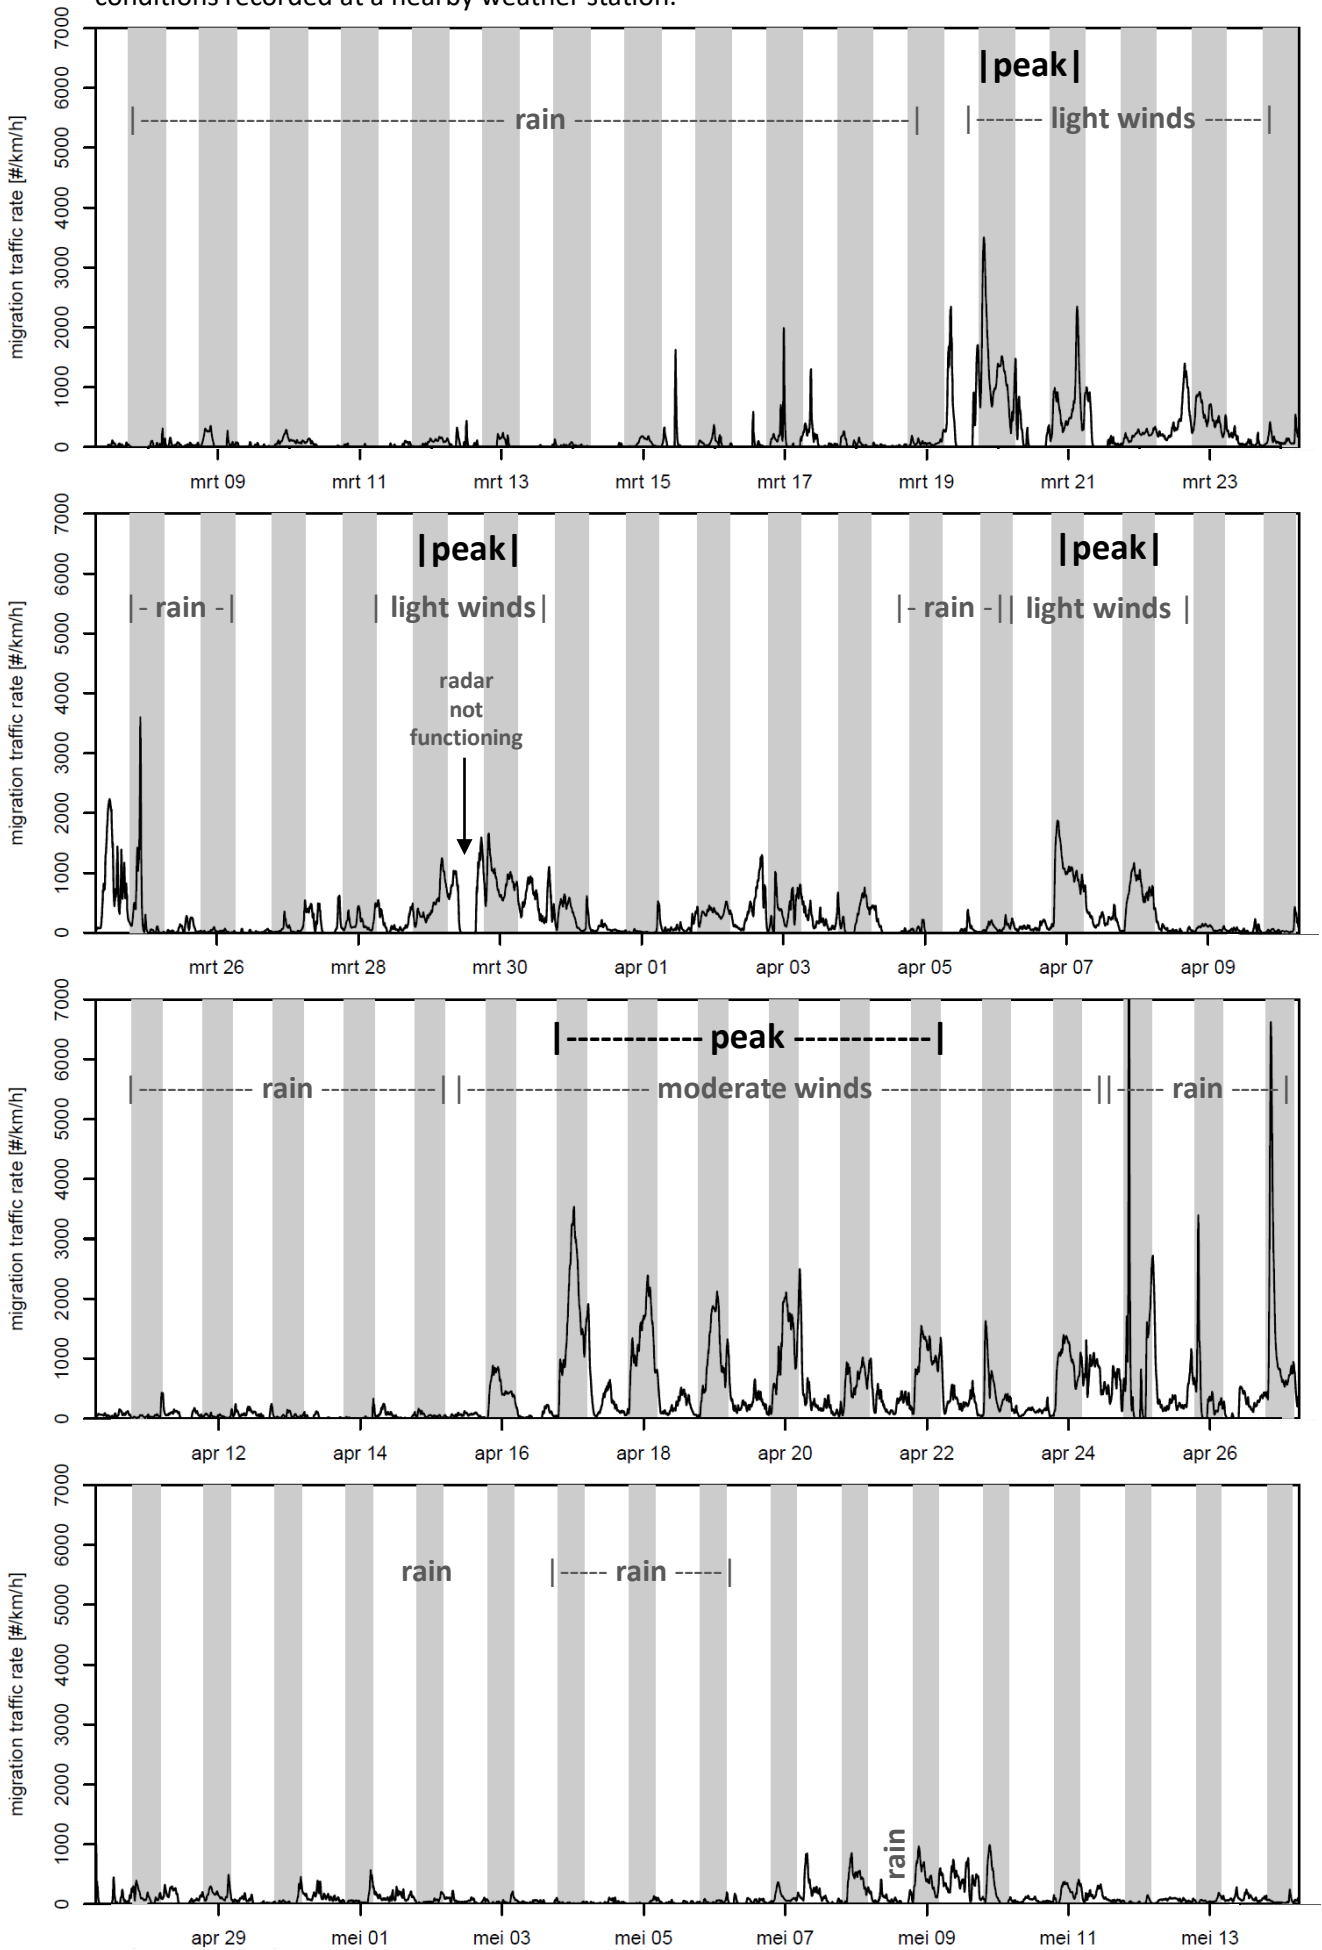 conditions recorded at a nearby weather station.
7000
6000
5000
4000
3000
2000
1000
0
migration traffic rate [#/km/h]
|peak|
|------------------------------ rain ----------------------------|
|------ light winds ------|
mrt 09 mrt 11 mrt 13 mrt 15 mrt 17 mrt 19 mrt 21 mrt 23
7000
6000
5000
4000
3000
2000
1000
0
migration traffic rate [#/km/h]
|peak| |peak|
|- rain -| | light winds| |- rain -|| light winds |
radar
not
functioning
mrt 26 mrt 28 mrt 30 apr 01 apr 03 apr 05 apr 07 apr 09
7000
6000
5000
4000
3000
2000
1000
0
migration traffic rate [#/km/h]
|------------ peak ------------|
|------------ rain ------------| |------------------- moderate winds ---------------------||----- rain -----|
apr 12 apr 14 apr 16 apr 18 apr 20 apr 22 apr 24 apr 26
7000
6000
5000
4000
3000
2000
1000
0
migration traffic rate [#/km/h]
rain |----- rain -----|
rain
apr 29 mei 01 mei 03 mei 05 mei 07 mei 09 mei 11 mei 13